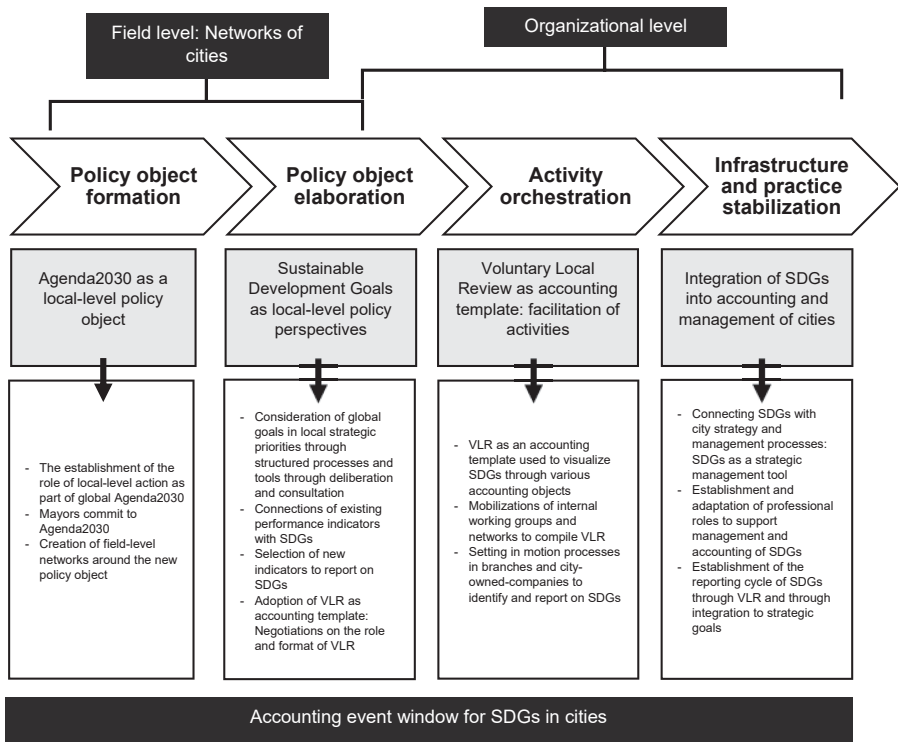 Field level: Networks of
cities
Organizational level
Policy object
formation
Policy object
elaboration
Activity
orchestration
Infrastructure
and practice
stabilization
Agenda2030 as a
local-level policy
object
Sustainable
Development Goals
as local-level policy
perspectives
Voluntary Local
Review as accounting
template: facilitation of
activities
Integration of SDGs
into accounting and
management of cities
- The establishment of the
role of local-level action as
part of global Agenda2030
- Mayors commit to
Agenda2030
- Creation of field-level
networks around the new
policy object
- Consideration of global
goals in local strategic
priorities through
structured processes and
tools through deliberation
and consultation
- Connections of existing
performance indicators
with SDGs
- Selection of new
indicators to report on
SDGs
- Adoption of VLR as
accounting template:
Negotiations on the role
and format of VLR
- VLR as an accounting
template used to visualize
SDGs through various
accounting objects
- Mobilizations of internal
working groups and
networks to compile VLR
- Setting in motion processes
in branches and city-
owned-companies to
identify and report on SDGs
- Connecting SDGs with
city strategy and
management processes:
SDGs as a strategic
management tool
- Establishment and
adaptation of professional
roles to support
management and
accounting of SDGs
- Establishment of the
reporting cycle of SDGs
through VLR and through
integration to strategic
goals
Accounting event window for SDGs in cities